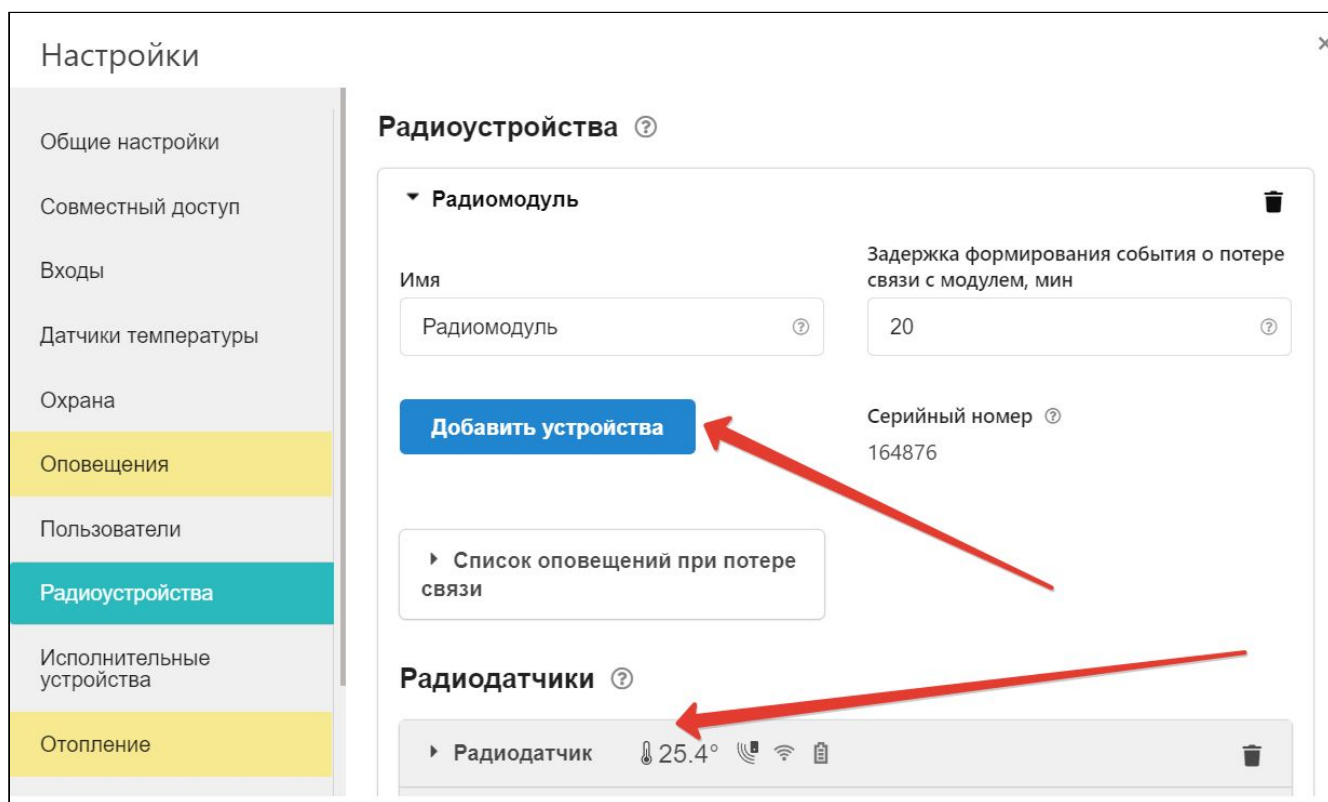 Настройки
Общие настройки
Совместный доступ
Входы
Датчики температуры
Охрана
Оповещения
Пользователи
Радиоустройства
Исполнительные
устройства
Отопление
Радиоустройства
Радиомодуль
Имя
Радиомодуль
Задержка формирования события о потере
связи с модулем, мин
20
Добавить устройства
Серийный номер
164876
Список оповещений при потере
связи
Радиодатчики
Радиодатчик 25.4°